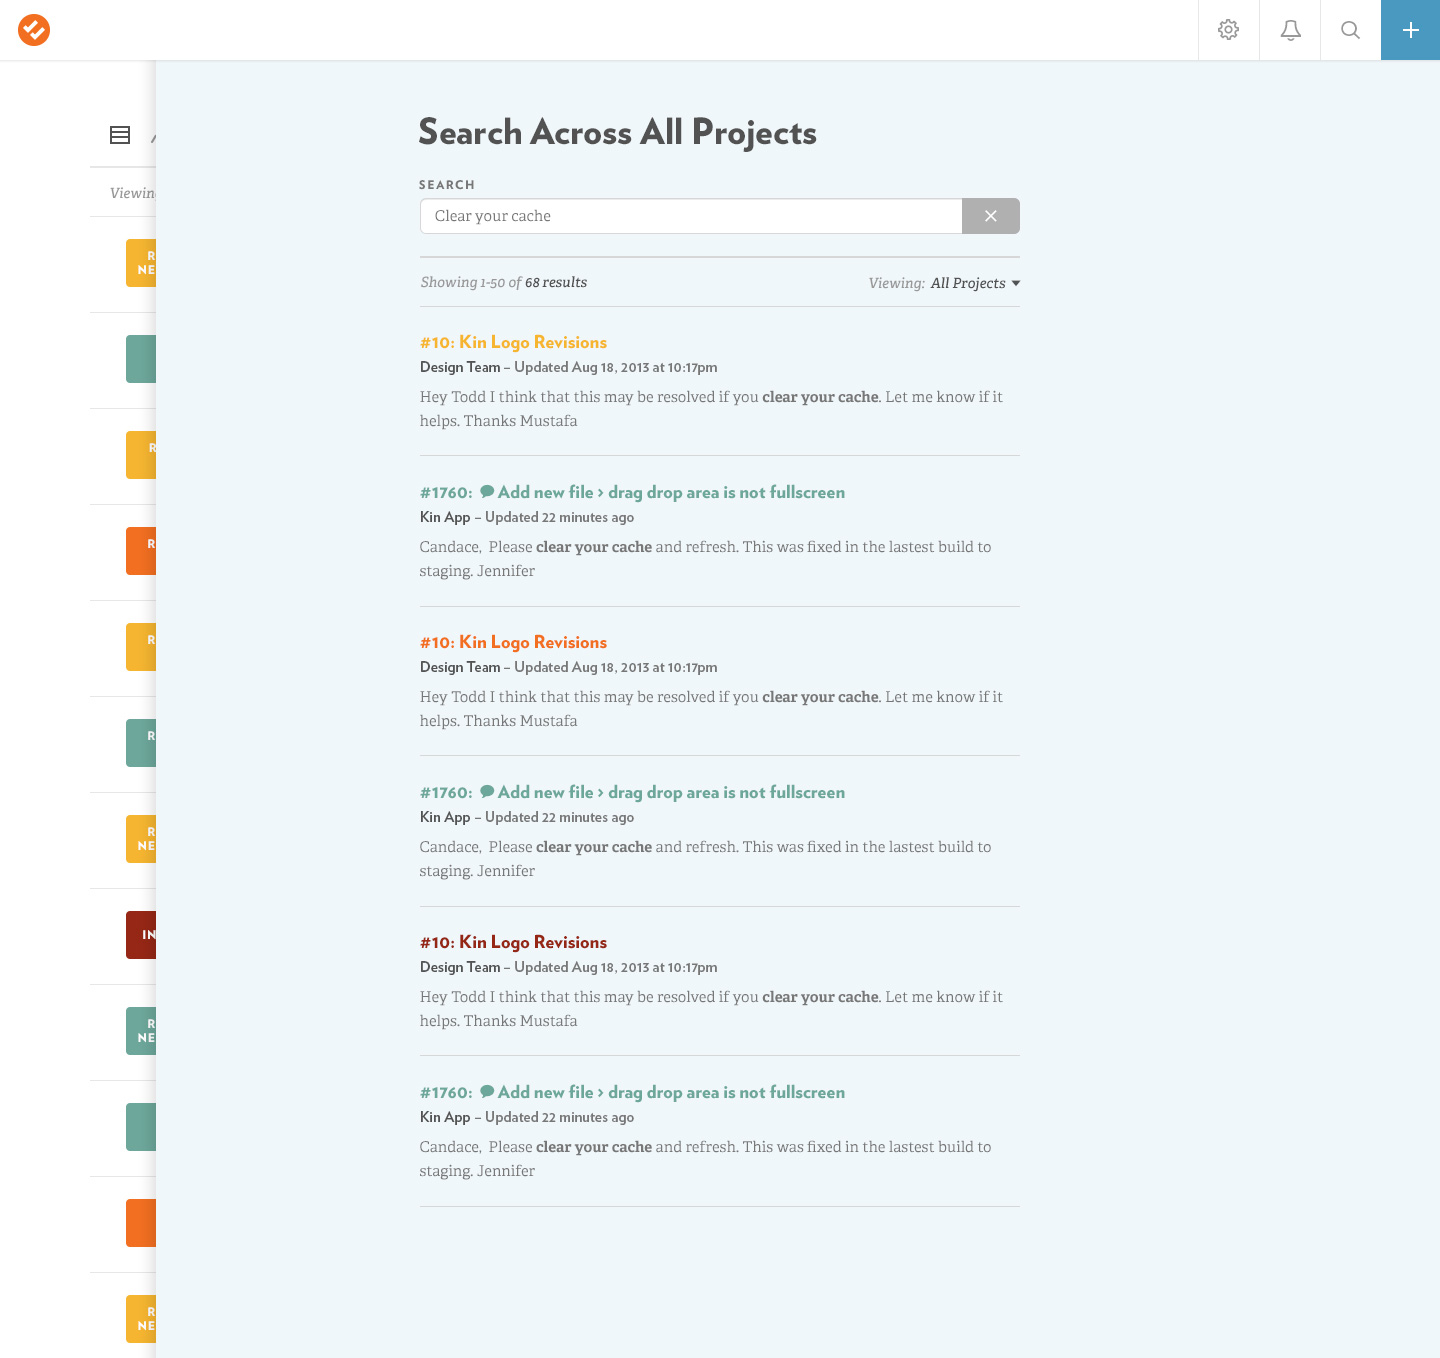 Search Across All Projects
SEARCH
Clear your cache
Showing 1-50 of 68 results
Viewing: All Projects
#10: Kin Logo Revisions
Design Team – Updated Aug 18, 2013 at 10:17pm
Hey Todd I think that this may be resolved if you clear your cache. Let me know if it
helps. Thanks Mustafa
#1760: Add new file > drag drop area is not fullscreen
Kin App – Updated 22 minutes ago
Candace, Please clear your cache and refresh. This was fixed in the lastest build to
staging. Jennifer
#10: Kin Logo Revisions
Design Team – Updated Aug 18, 2013 at 10:17pm
Hey Todd I think that this may be resolved if you clear your cache. Let me know if it
helps. Thanks Mustafa
#1760: Add new file > drag drop area is not fullscreen
Kin App – Updated 22 minutes ago
Candace, Please clear your cache and refresh. This was fixed in the lastest build to
staging. Jennifer
#10: Kin Logo Revisions
Design Team – Updated Aug 18, 2013 at 10:17pm
Hey Todd I think that this may be resolved if you clear your cache. Let me know if it
helps. Thanks Mustafa
#1760: Add new file > drag drop area is not fullscreen
Kin App – Updated 22 minutes ago
Candace, Please clear your cache and refresh. This was fixed in the lastest build to
staging. Jennifer